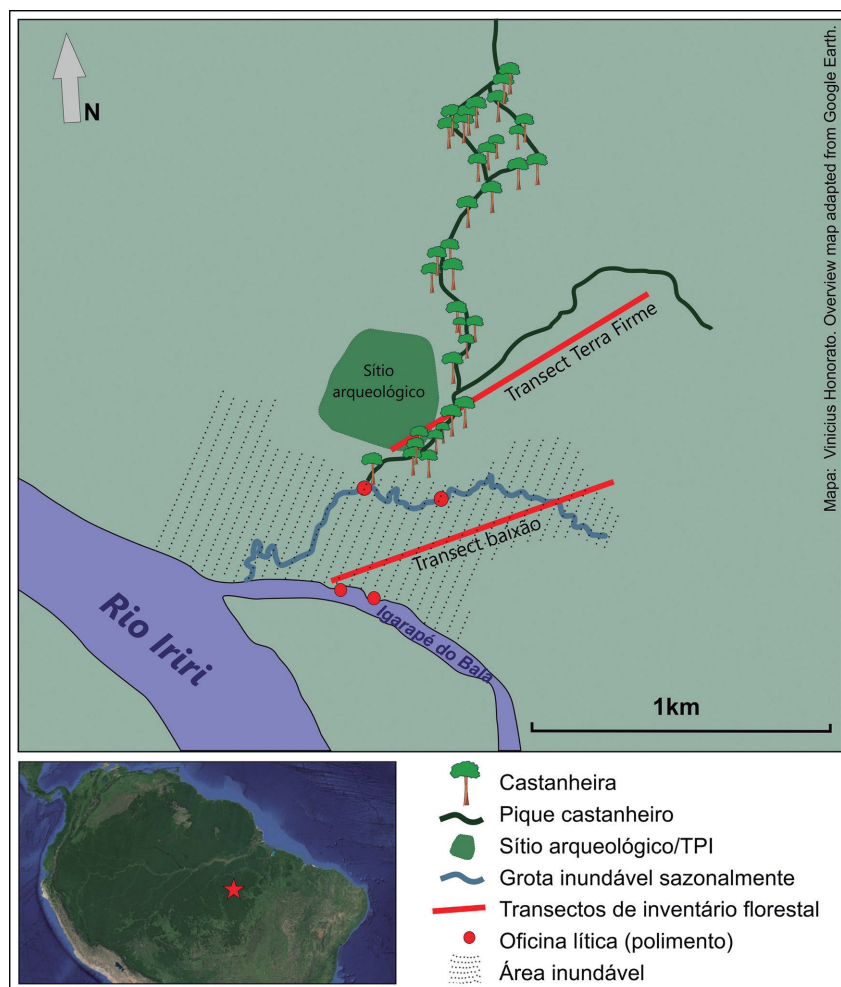 N
Mapa: Vinicius Honorato. Overview map adapted from Google Earth.
Sítio
arqueológico
Transect Terra Firme
Transect baixão
Rio Iriri
Igarapé do Bala
1km
Castanheira
Pique castanheiro
Sítio arqueológico/TPI
Grota inundável sazonalmente
Transectos de inventário florestal
Oficina lítica (polimento)
Área inundável